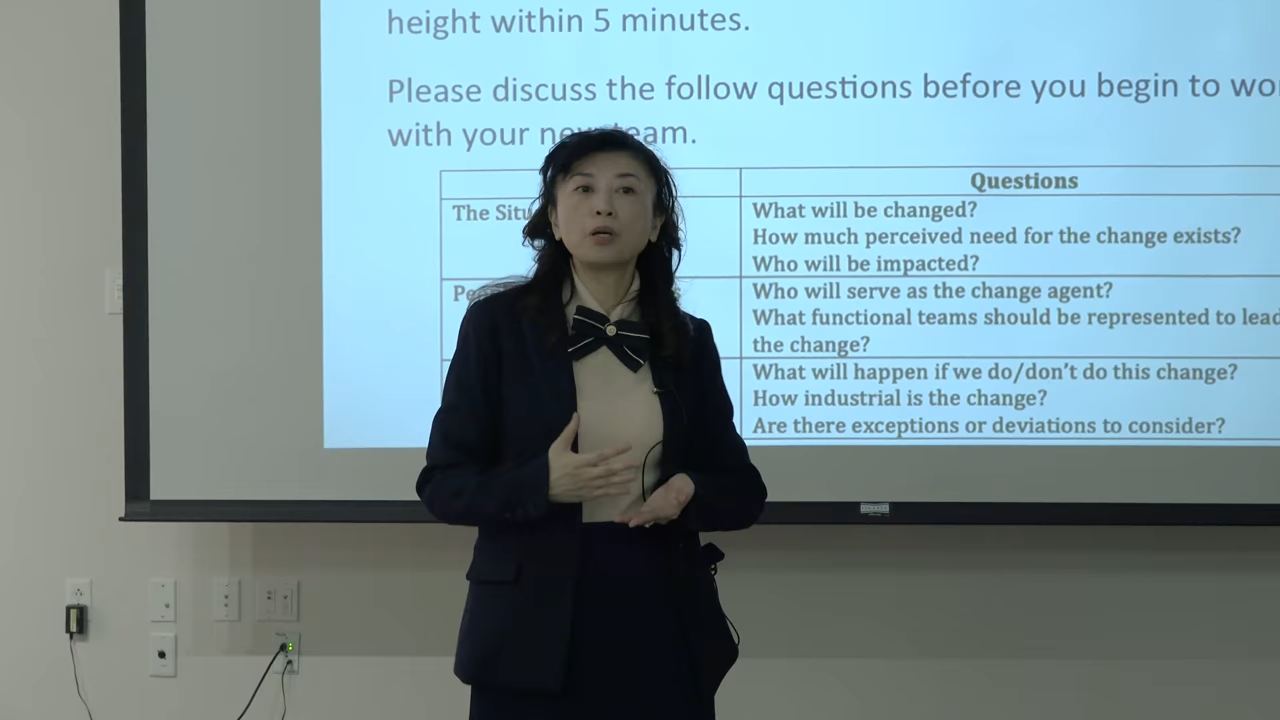 height within 5 minutes.
Please discuss the follow questions before you begin to wo
with your new team.
Questions
The Situ
What will be changed?
How much perceived need for the change exists?
Who will be impacted?
Pe
Who will serve as the change agent?
What functional teams should be represented to lead
the change?
What will happen if we do/don't do this change?
How industrial is the change?
Are there exceptions or deviations to consider?